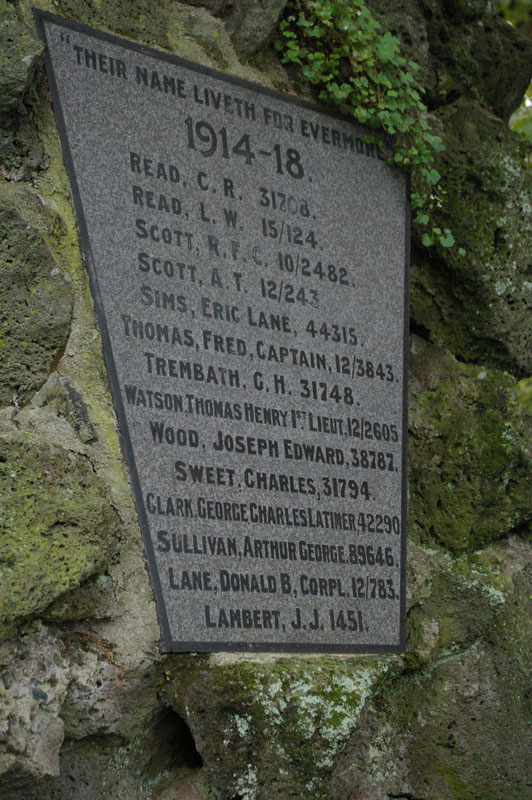 "THEIR NAME LIVETH FOR EVERMORE
1914-18.
READ, C. R. 31708.
READ, L. W. 15/124.
SCOTT, R. F. C. 10/2482.
SCOTT, A. T. 12/243
SIMS, ERIC LANE, 44315.
THOMAS, FRED, CAPTAIN, 12/3843.
TREMBATH, G. H. 31748.
WATSON, THOMAS HENRY 1ST LIEUT. 12/2605
WOOD, JOSEPH EDWARD, 38787.
SWEET, CHARLES, 31794.
CLARK, GEORGE CHARLES LATIMER 42290
SULLIVAN, ARTHUR GEORGE. 89646.
LANE, DONALD B, CORPL. 12/783.
LAMBERT, J. J. 1451.